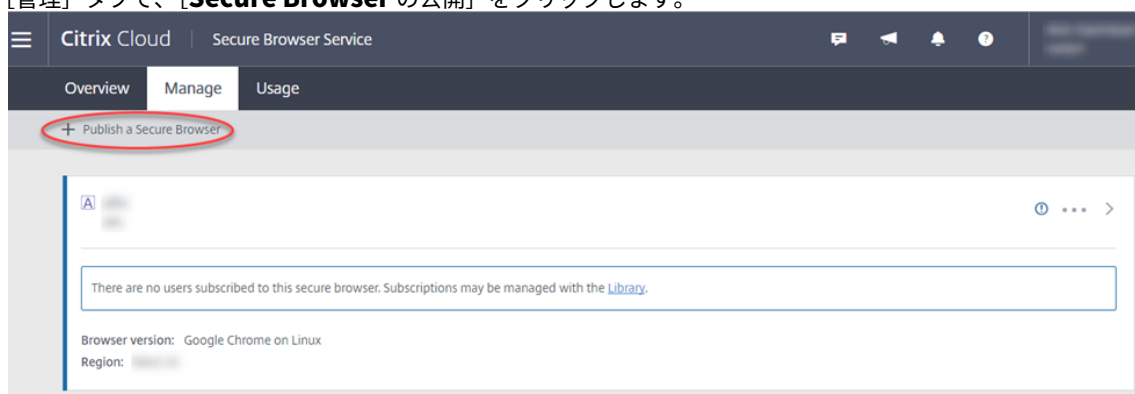 [管理］タブで、［Secure Browser の公開］をクリックします。
Citrix Cloud | Secure Browser Service
Overview Manage Usage
+ Publish a Secure Browser
A
There are no users subscribed to this secure browser. Subscriptions may be managed with the Library.
Browser version: Google Chrome on Linux
Region: